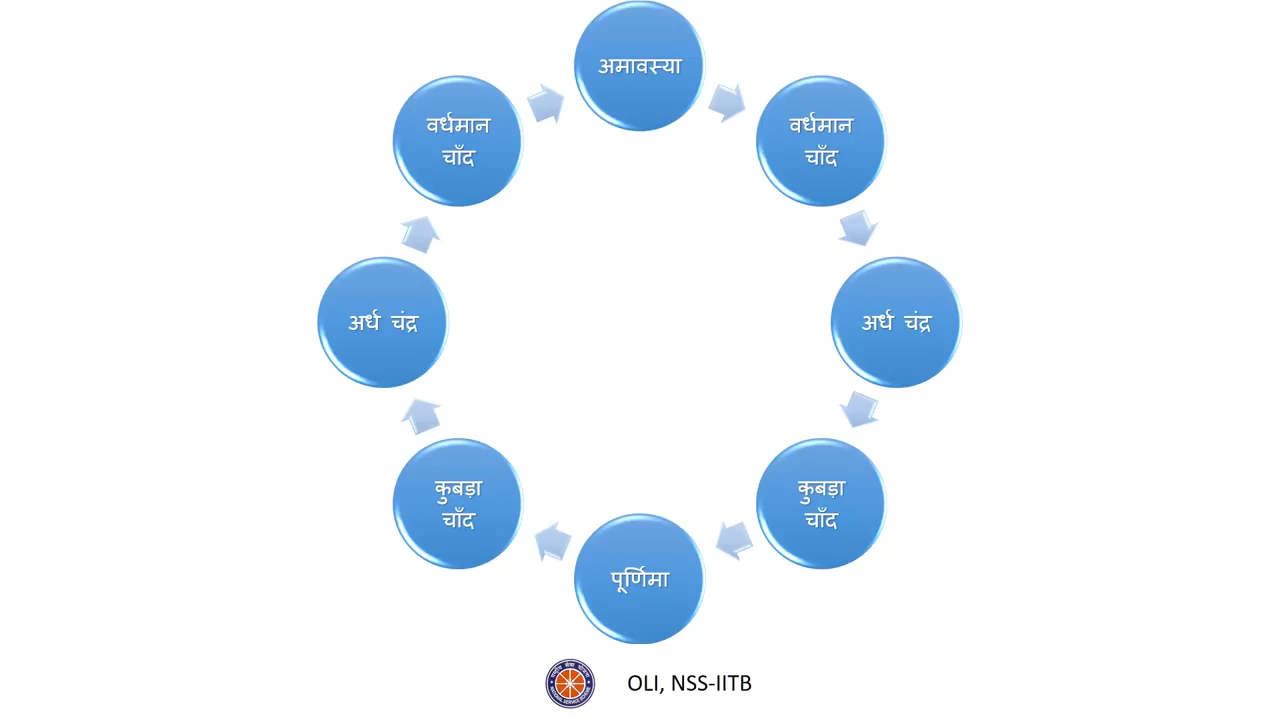 अमावस्या
वर्धमान
चाँद
अर्ध चंद्र
कुबड़ा
चाँद
पूर्णिमा
कुबड़ा
चाँद
अर्ध चंद्र
वर्धमान
चाँद
OLI, NSS-IITB